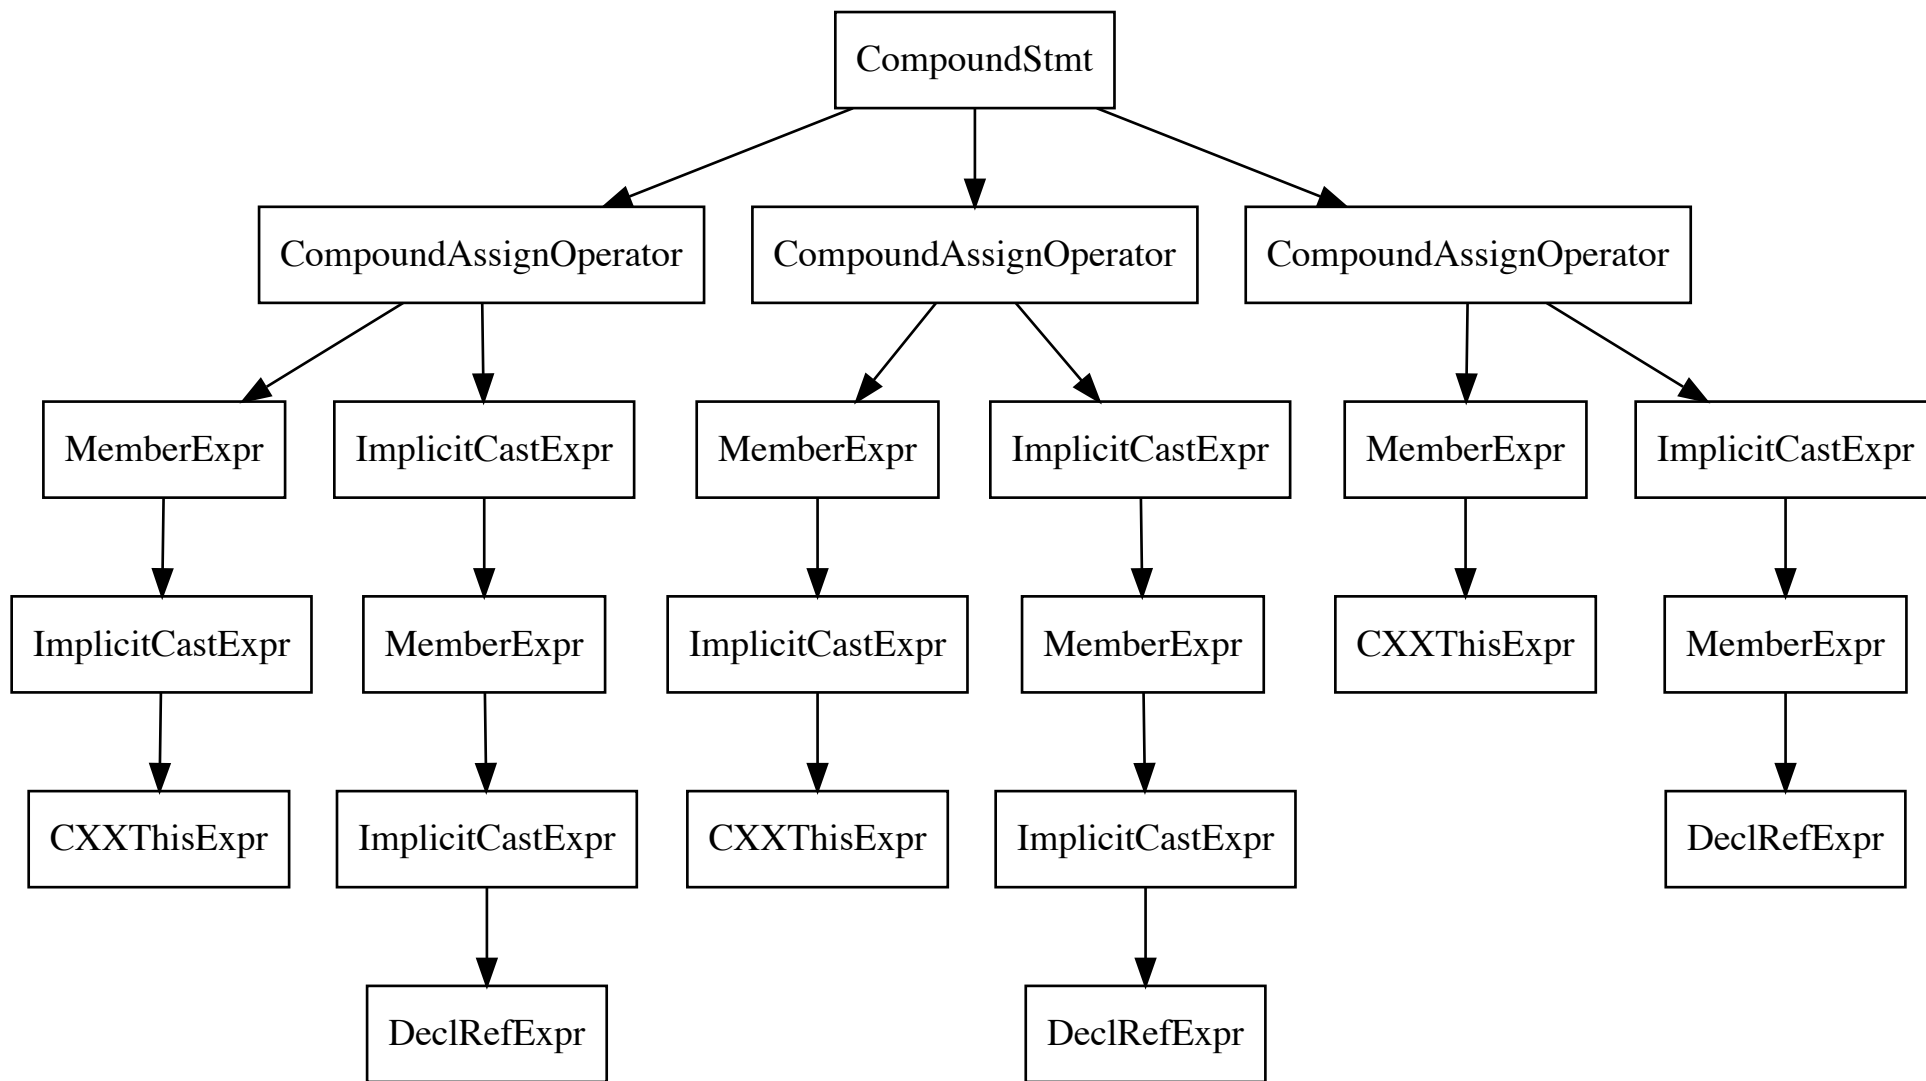 CompoundStmt
CompoundAssignOperator
CompoundAssignOperator
CompoundAssignOperator
MemberExpr
ImplicitCastExpr
MemberExpr
ImplicitCastExpr
MemberExpr
ImplicitCastExpr
ImplicitCastExpr
MemberExpr
ImplicitCastExpr
MemberExpr
CXXThisExpr
MemberExpr
CXXThisExpr
ImplicitCastExpr
CXXThisExpr
ImplicitCastExpr
DeclRefExpr
DeclRefExpr
DeclRefExpr